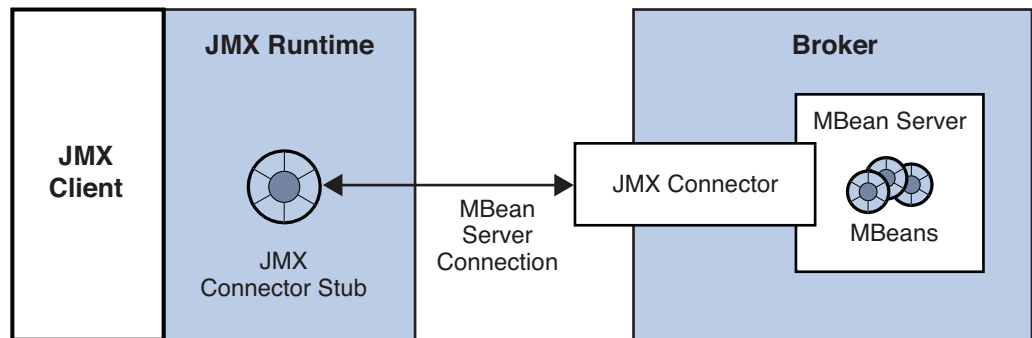 JMX Runtime
Broker
JMX
Client
JMX
Connector Stub
MBean
Server
Connection
JMX Connector
MBean Server
MBeans